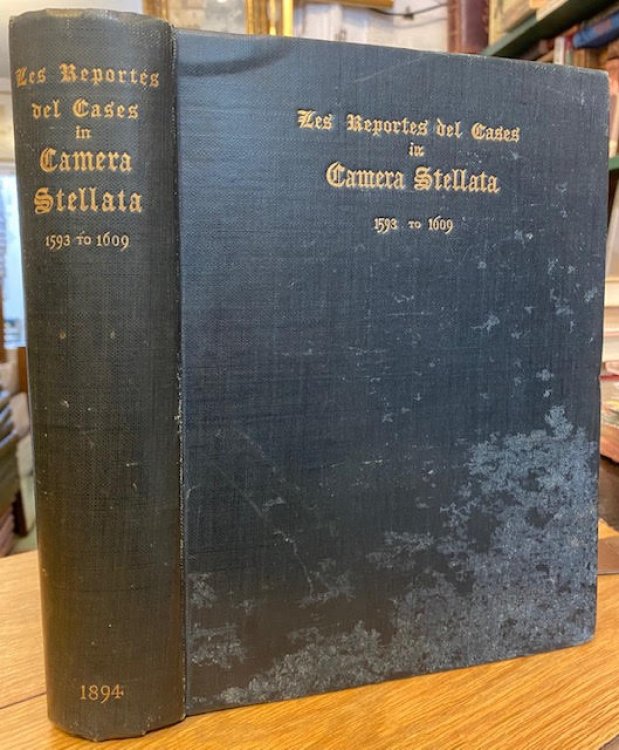 Les Reportes
del Cases
in
Camera
Stellata
1593 TO 1609
1894
Les Reportes del Cases
in
Camera Stellata
1593 TO 1609